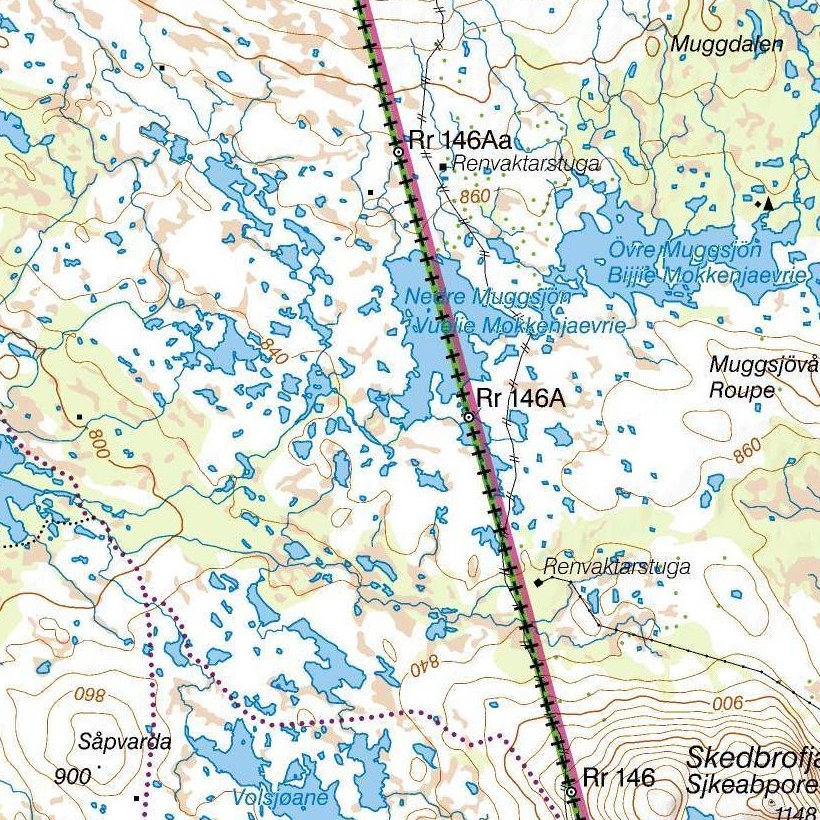 Muggdalen
Rr 146Aa
Renvaktarstuga
860
Övre Muggsjön
Bijjie Mokkenjaevrie
Nedre Muggsjön
Vuelie Mokkenjaevrie
840
Muggsjövå
Roupe
Rr 146A
800
860
Renvaktarstuga
840
860
900
Såpvarda
900
Skedbrofja
Sjkeabpore
Rr 146
Volsjøane
1148